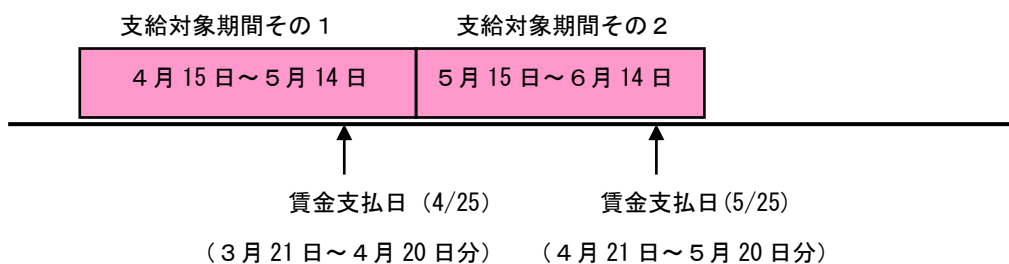 支給対象期間その１ 支給対象期間その２
４月 15 日～５月 14 日 ５月 15 日～６月 14 日
賃金支払日（4/25） 賃金支払日(5/25)
（３月 21 日～４月 20 日分） （４月 21 日～５月 20 日分）